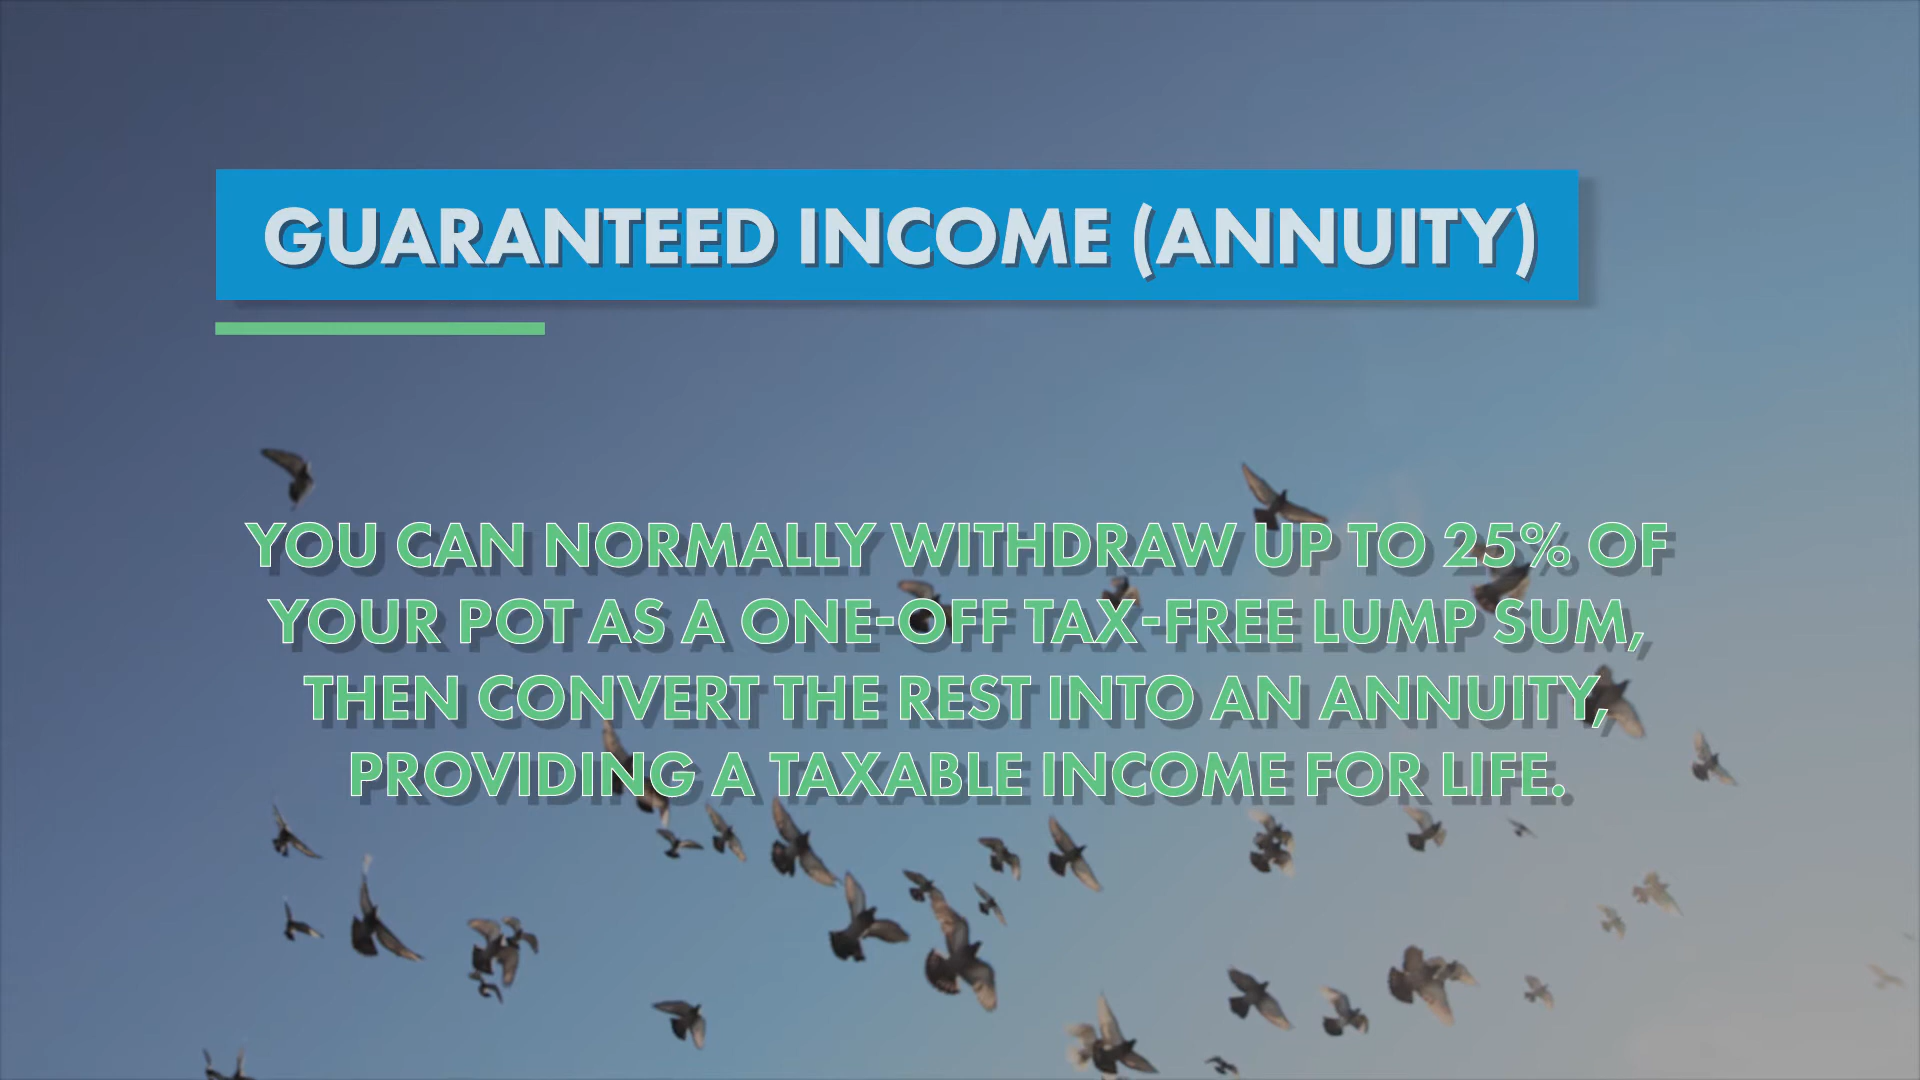 GUARANTEED INCOME (ANNUITY)
YOU CAN NORMALLY WITHDRAW UP TO 25% OF
YOUR POT AS A ONE-OFF TAX-FREE LUMP SUM,
THEN CONVERT THE REST INTO AN ANNUITY,
PROVIDING A TAXABLE INCOME FOR LIFE.